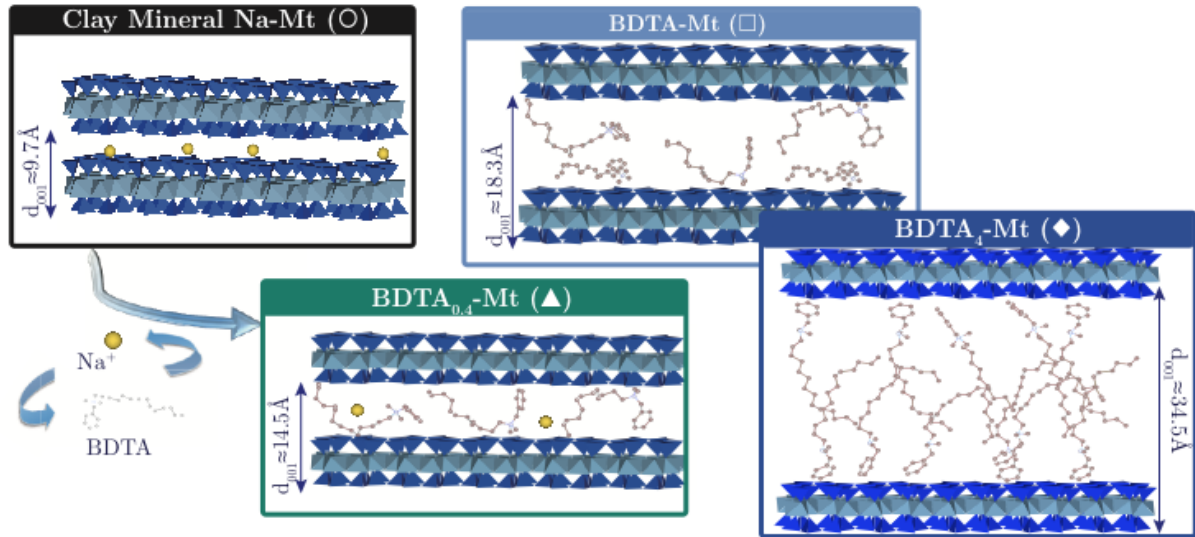 Clay Mineral Na-Mt (○)
d₀₀₁≈9.7Å
BDTA-Mt (□)
d₀₀₁≈18.3Å
BDTA₄-Mt (◆)
d₀₀₁≈34.5Å
BDTA₀.₄-Mt (▲)
d₀₀₁≈14.5Å
Na⁺
BDTA